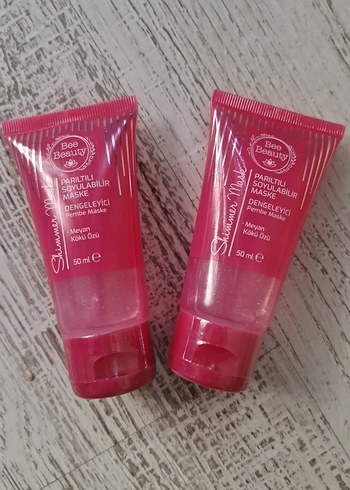 Bee
Beauty
PARILTILI
SOYULABİLİR
MASKE
DENGELEYİCİ
Pembe Maske
• Meyan
Kökü Özü
50 ml e
Shimmer Mask
Bee
Beauty
PARILTILI
SOYULABİLİR
MASKE
DENGELEYİCİ
Pembe Maske
• Meyan
Kökü Özü
50 ml e
Shimmer Mask